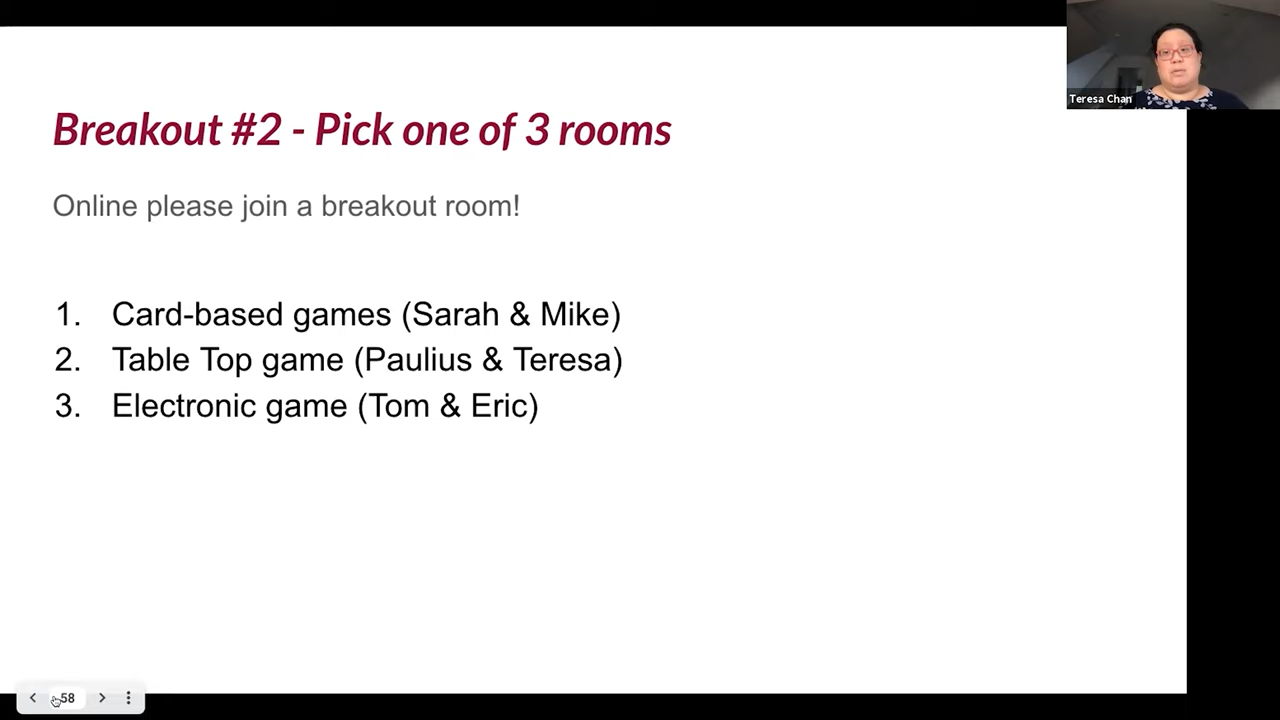 Teresa Chan
Breakout #2 - Pick one of 3 rooms
Online please join a breakout room!
1. Card-based games (Sarah & Mike)
2. Table Top game (Paulius & Teresa)
3. Electronic game (Tom & Eric)
58